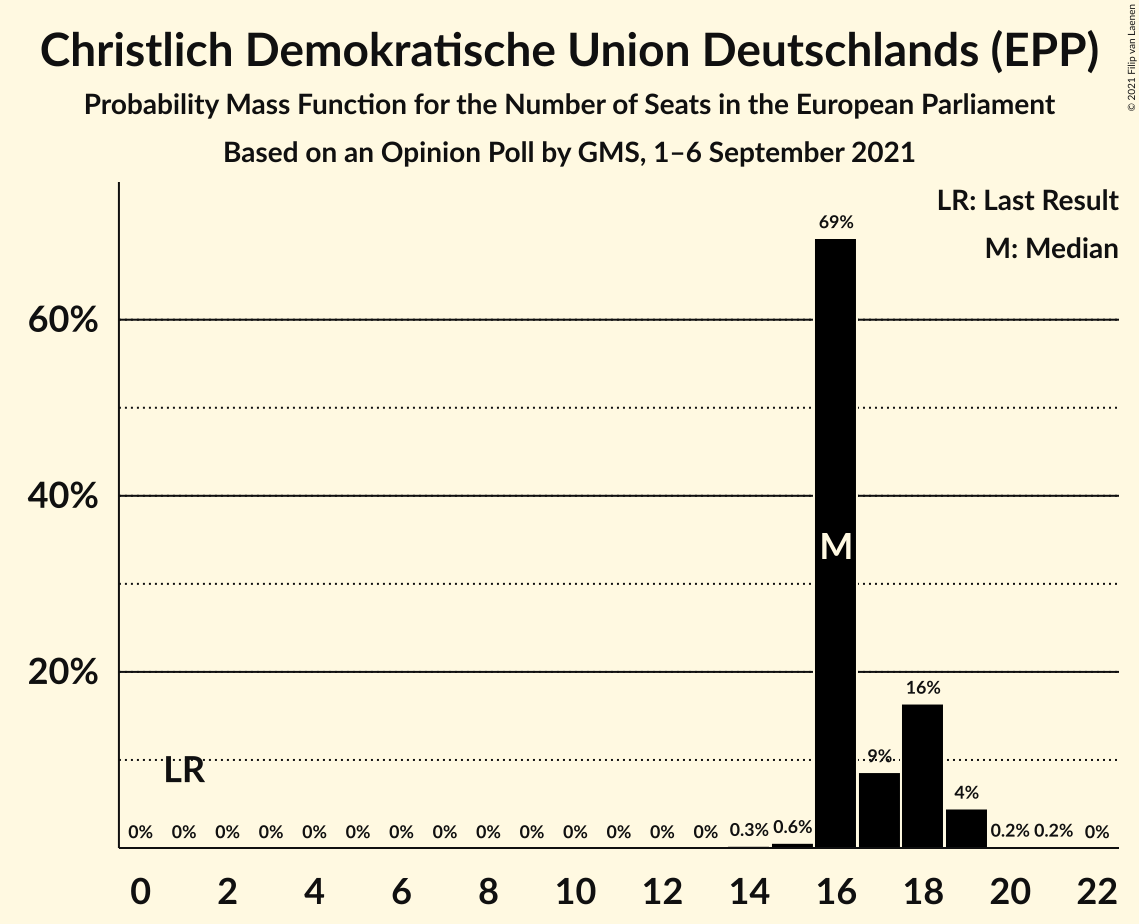 Christlich Demokratische Union Deutschlands (EPP)
Probability Mass Function for the Number of Seats in the European Parliament
Based on an Opinion Poll by GMS, 1–6 September 2021
© 2021 Filip van Laenen
LR: Last Result
M: Median
69%
60%
40%
M
20%
16%
9%
LR
4%
0% 0% 0% 0% 0% 0% 0% 0% 0% 0% 0% 0% 0% 0% 0.3% 0.6% 0.2% 0.2% 0%
0 2 4 6 8 10 12 14 16 18 20 22